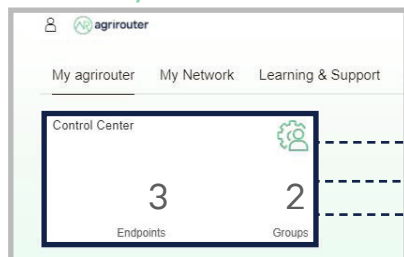 agrirouter
My agrirouter My Network Learning & Support
Control Center
3 2
Endpoints Groups